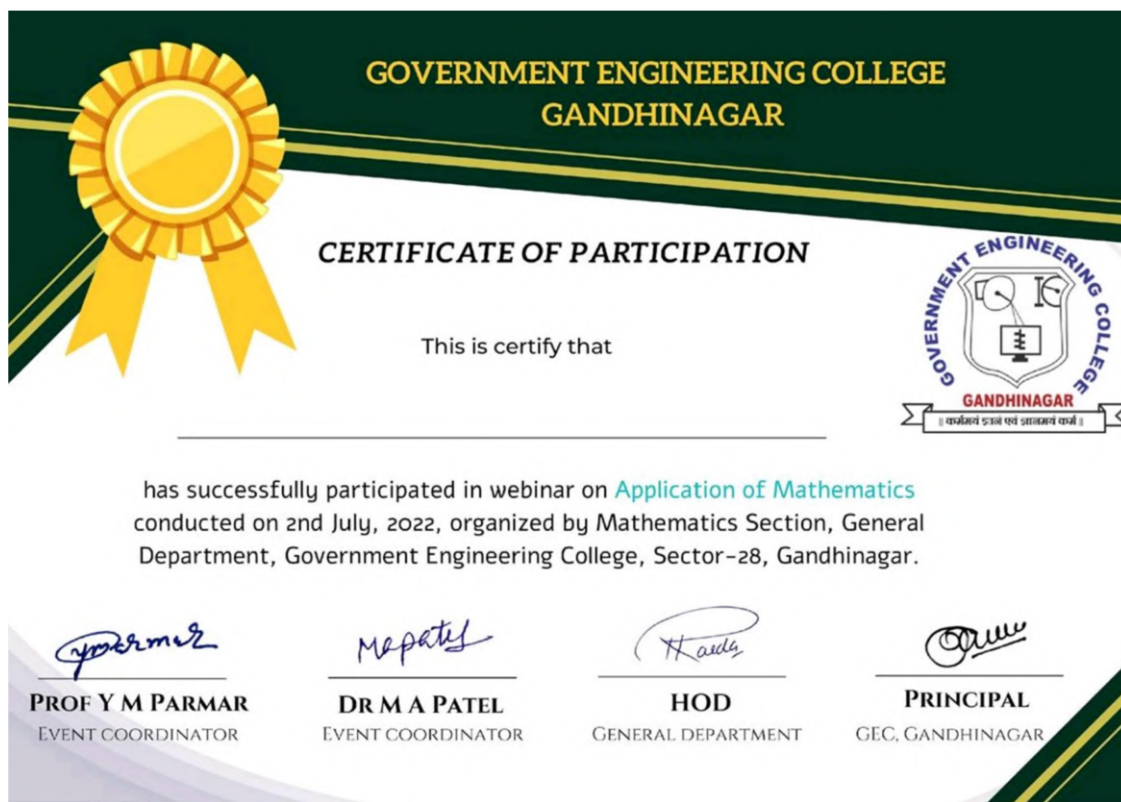 GOVERNMENT ENGINEERING COLLEGE
GANDHINAGAR
CERTIFICATE OF PARTICIPATION
GOVERNMENT ENGINEERING COLLEGE
GANDHINAGAR
This is certify that
has successfully participated in webinar on Application of Mathematics
conducted on 2nd July, 2022, organized by Mathematics Section, General
Department, Government Engineering College, Sector-28, Gandhinagar.
ymparmar
Mapatel
PROF Y M PARMAR
DR M A PATEL
HOD
PRINCIPAL
EVENT COORDINATOR
EVENT COORDINATOR
GENERAL DEPARTMENT
GEC, GANDHINAGAR